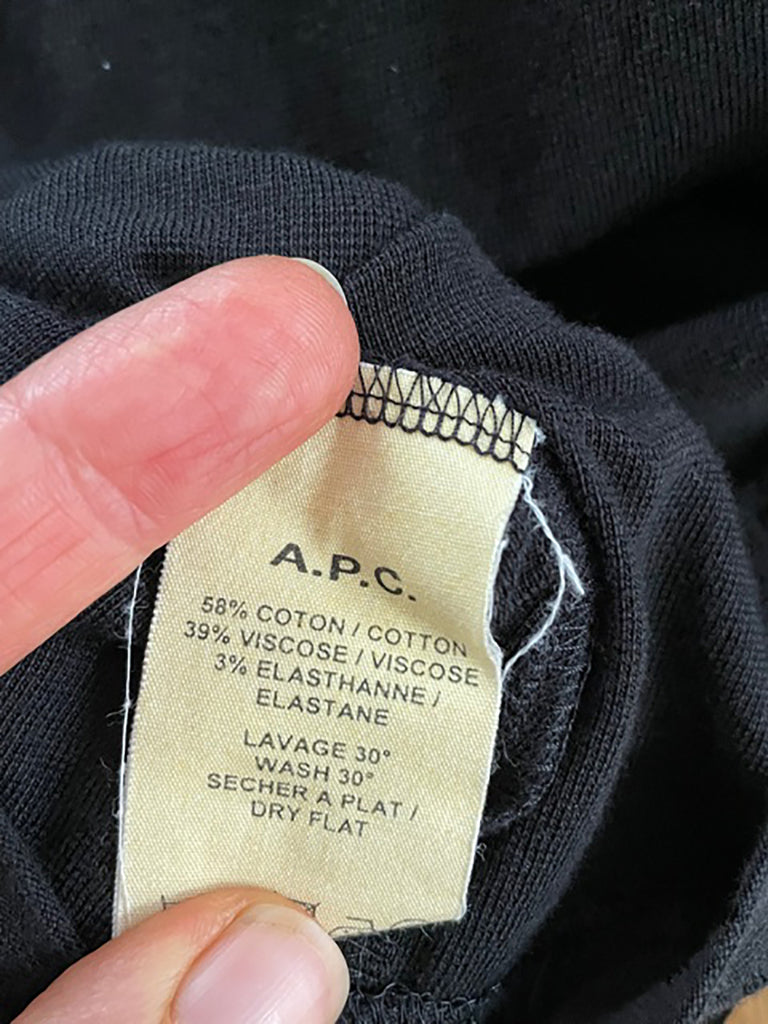 A.P.C.
58% COTON / COTTON
39% VISCOSE / VISCOSE
3% ELASTHANNE /
ELASTANE
LAVAGE 30°
WASH 30°
SECHER A PLAT /
DRY FLAT